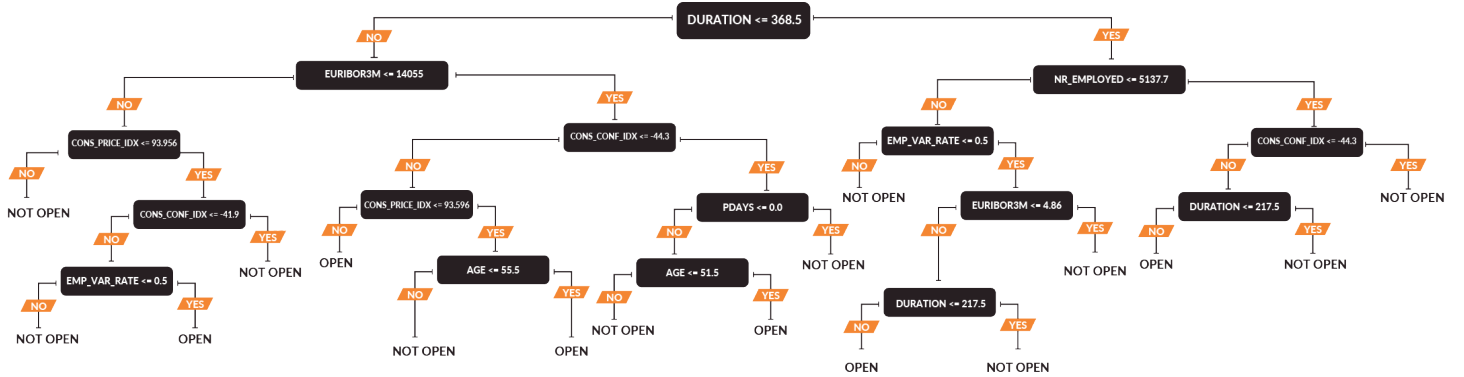 DURATION <= 368.5
NO
YES
EURIBOR3M <= 14055
NR_EMPLOYED <= 5137.7
NO
YES
NO
YES
CONS_PRICE_IDX <= 93.956
CONS_CONF_IDX <= -44.3
EMP_VAR_RATE <= 0.5
CONS_CONF_IDX <= -44.3
NO
YES
NO
YES
NO
YES
NO
YES
NOT OPEN
CONS_CONF_IDX <= -41.9
CONS_PRICE_IDX <= 93.596
PDAYS <= 0.0
NOT OPEN
EURIBOR3M <= 4.86
DURATION <= 217.5
NOT OPEN
NO
YES
NO
YES
NO
YES
NO
YES
NO
YES
EMP_VAR_RATE <= 0.5
NOT OPEN
OPEN
AGE <= 55.5
AGE <= 51.5
NOT OPEN
NOT OPEN
OPEN
NOT OPEN
NO
YES
NO
YES
NO
YES
DURATION <= 217.5
NOT OPEN
OPEN
NOT OPEN
OPEN
NOT OPEN
OPEN
NO
YES
OPEN
NOT OPEN